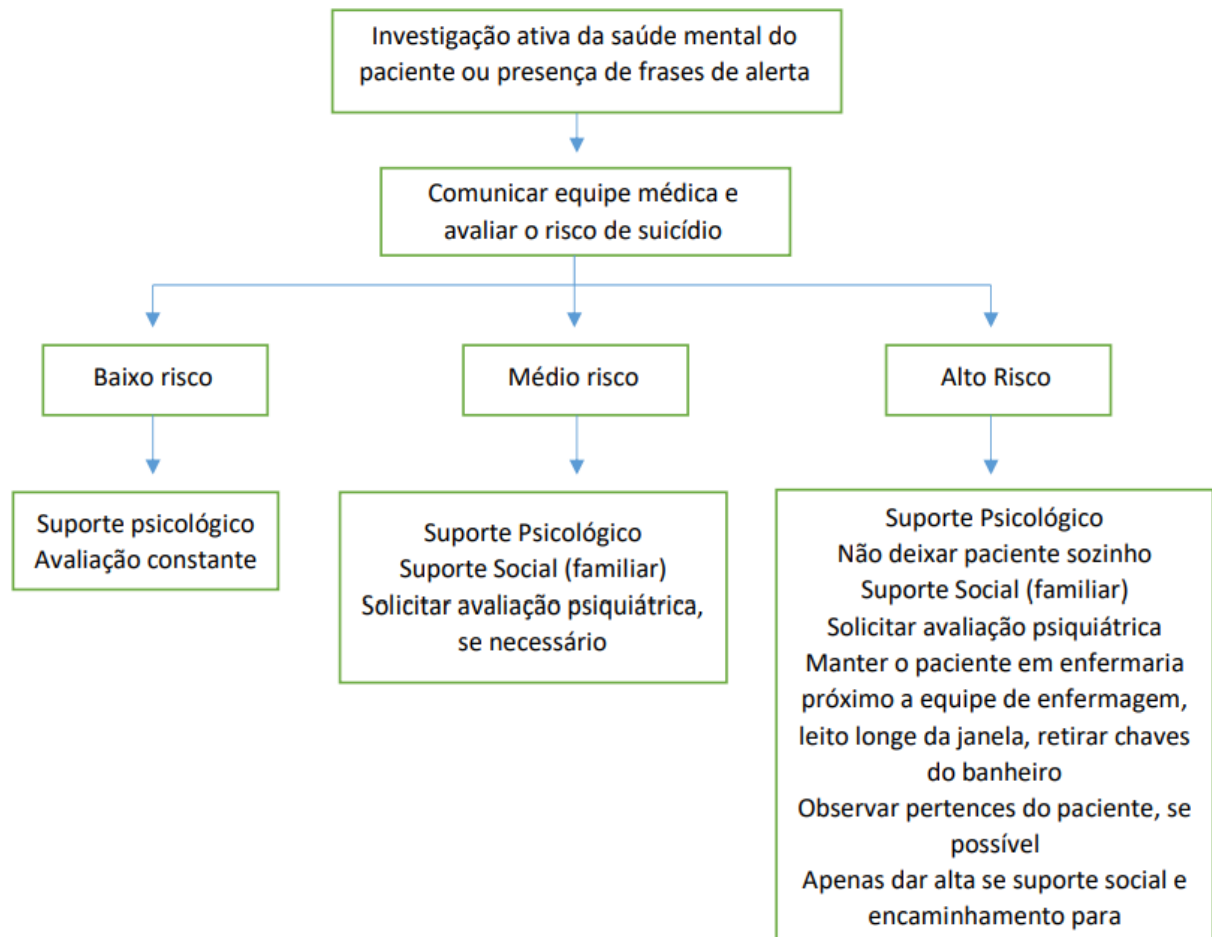 Investigação ativa da saúde mental do
paciente ou presença de frases de alerta
Comunicar equipe médica e
avaliar o risco de suicídio
Baixo risco
Médio risco
Alto Risco
Suporte psicológico
Avaliação constante
Suporte Psicológico
Suporte Social (familiar)
Solicitar avaliação psiquiátrica,
se necessário
Suporte Psicológico
Não deixar paciente sozinho
Suporte Social (familiar)
Solicitar avaliação psiquiátrica
Manter o paciente em enfermaria
próximo a equipe de enfermagem,
leito longe da janela, retirar chaves
do banheiro
Observar pertences do paciente, se
possível
Apenas dar alta se suporte social e
encaminhamento para